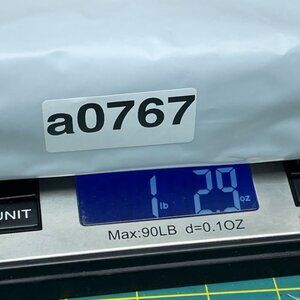 a0767
1 lb 2.9 oz
UNIT
Max:90LB d=0.1OZ